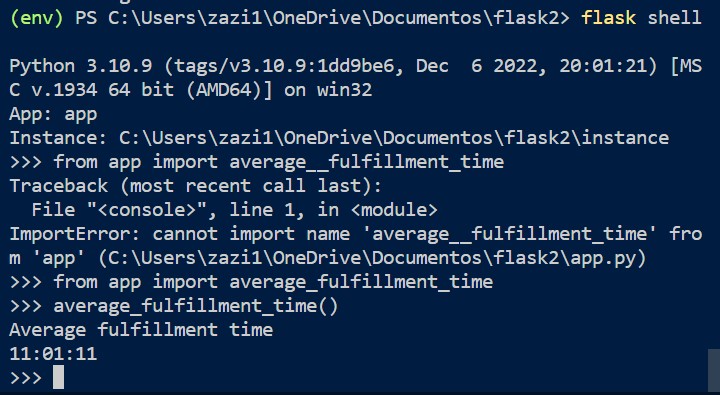 (env) PS C:\Users\zazi1\OneDrive\Documentos\flask2> flask shell
Python 3.10.9 (tags/v3.10.9:1dd9be6, Dec  6 2022, 20:01:21) [MS
C v.1934 64 bit (AMD64)] on win32
App: app
Instance: C:\Users\zazi1\OneDrive\Documentos\flask2\instance
>>> from app import average__fulfillment_time
Traceback (most recent call last):
  File "<console>", line 1, in <module>
ImportError: cannot import name 'average__fulfillment_time' fro
m 'app' (C:\Users\zazi1\OneDrive\Documentos\flask2\app.py)
>>> from app import average_fulfillment_time
>>> average_fulfillment_time()
Average fulfillment time
11:01:11
>>>